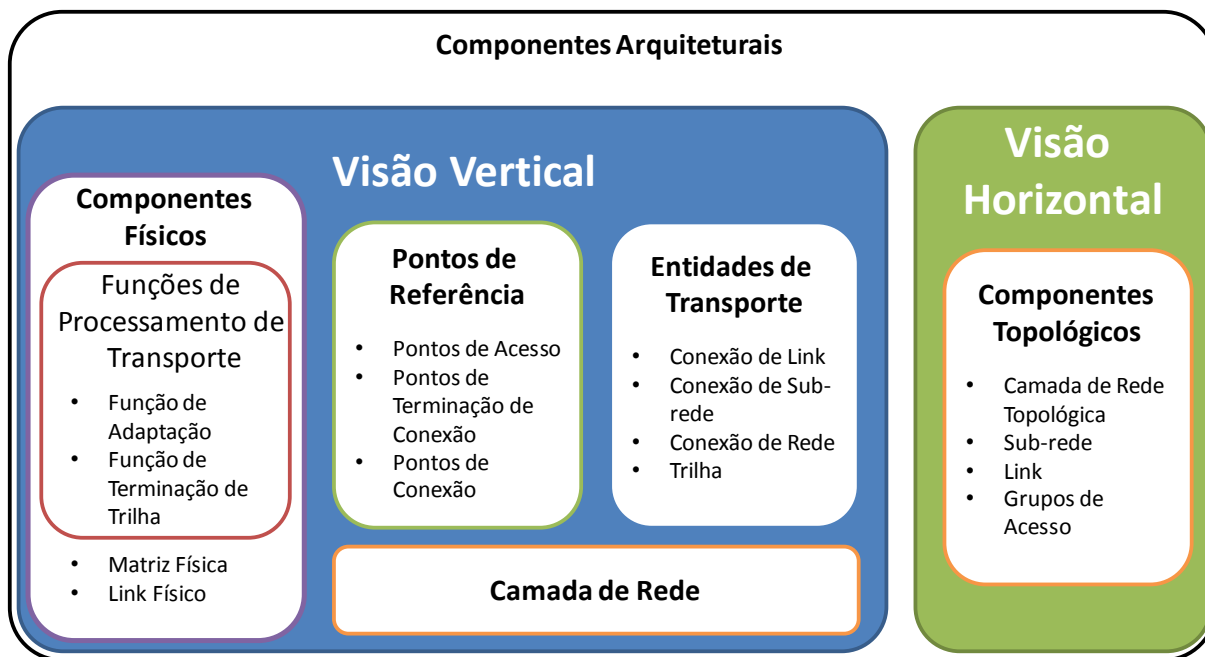 Componentes Arquiteturais
Visão Vertical
Componentes
Físicos
Funções de
Processamento de
Transporte
• Função de
Adaptação
• Função de
Terminação de
Trilha
• Matriz Física
• Link Físico
Pontos de
Referência
• Pontos de Acesso
• Pontos de
Terminação de
Conexão
• Pontos de
Conexão
Entidades de
Transporte
• Conexão de Link
• Conexão de Sub-
rede
• Conexão de Rede
• Trilha
Camada de Rede
Visão
Horizontal
Componentes
Topológicos
• Camada de Rede
Topológica
• Sub-rede
• Link
• Grupos de
Acesso